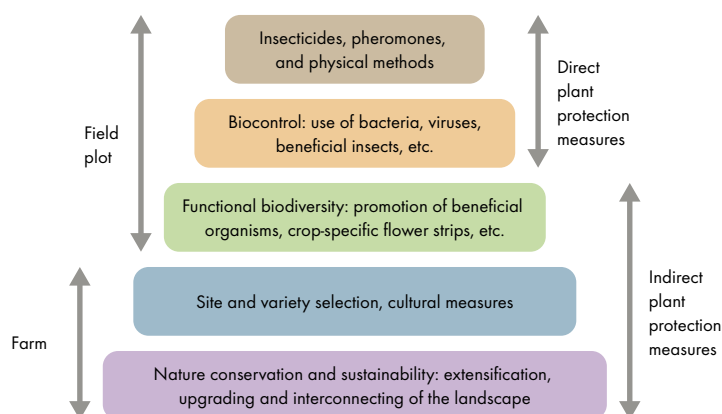 Insecticides, pheromones,
and physical methods
Direct
plant
protection
measures
Field
plot
Biocontrol: use of bacteria, viruses,
beneficial insects, etc.
Functional biodiversity: promotion of beneficial
organisms, crop-specific flower strips, etc.
Site and variety selection, cultural measures
Indirect
plant
protection
measures
Farm
Nature conservation and sustainability: extensification,
upgrading and interconnecting of the landscape